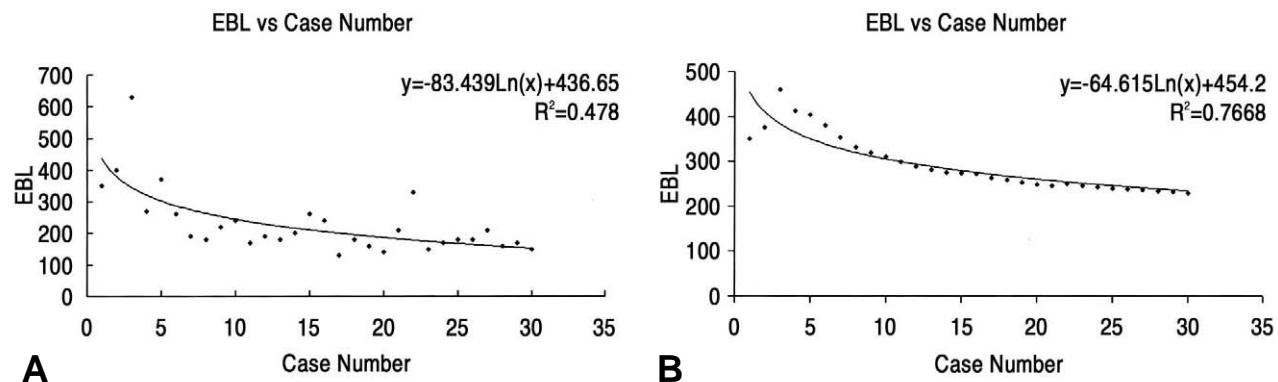 EBL vs Case Number
y=-83.439Ln(x)+436.65
R²=0.478
700
600
500
400
300
200
100
0
EBL
0 5 10 15 20 25 30 35
Case Number
A
EBL vs Case Number
y=-64.615Ln(x)+454.2
R²=0.7668
500
400
300
200
100
0
EBL
0 5 10 15 20 25 30 35
Case Number
B